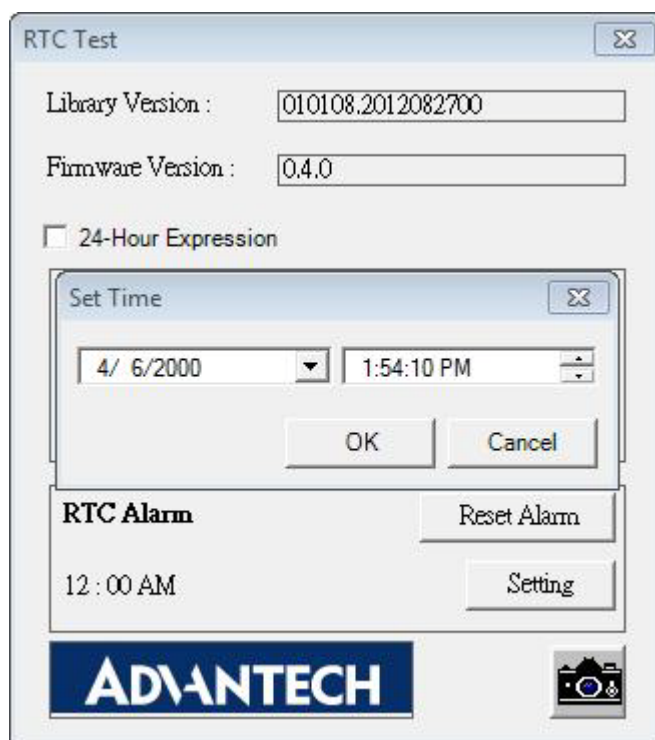 RTC Test
Library Version : 010108.2012082700
Firmware Version : 0.4.0
24-Hour Expression
Set Time
4/ 6/2000 1:54:10 PM
OK Cancel
RTC Alarm Reset Alarm
12 : 00 AM Setting
ADVANTECH